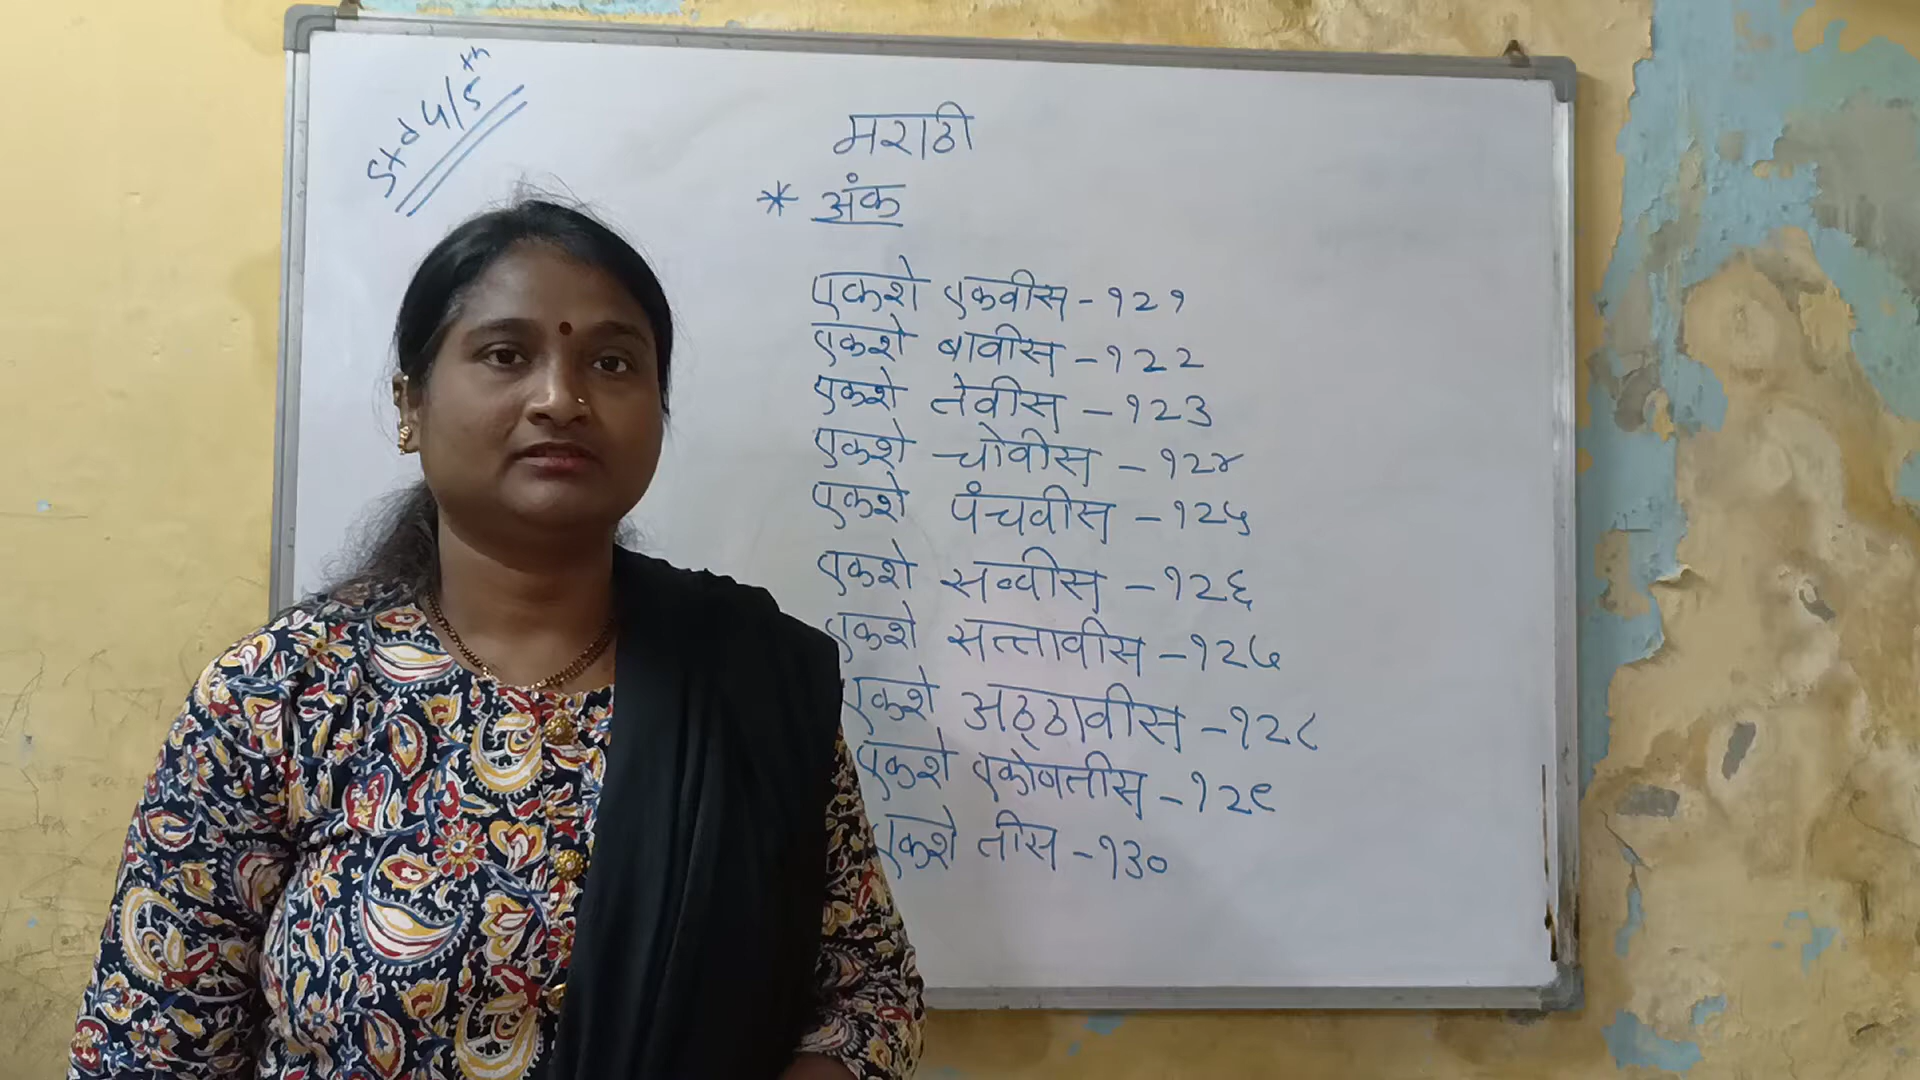 Std 4/5th
मराठी
* अंक
एकशे एकवीस - १२१
एकशे बावीस - १२२
एकशे तेवीस - १२३
एकशे चोवीस - १२४
एकशे पंचवीस - १२५
एकशे सव्वीस - १२६
एकशे सत्तावीस - १२७
एकशे अठ्ठावीस - १२८
एकशे एकोणतीस - १२९
एकशे तीस - १३०